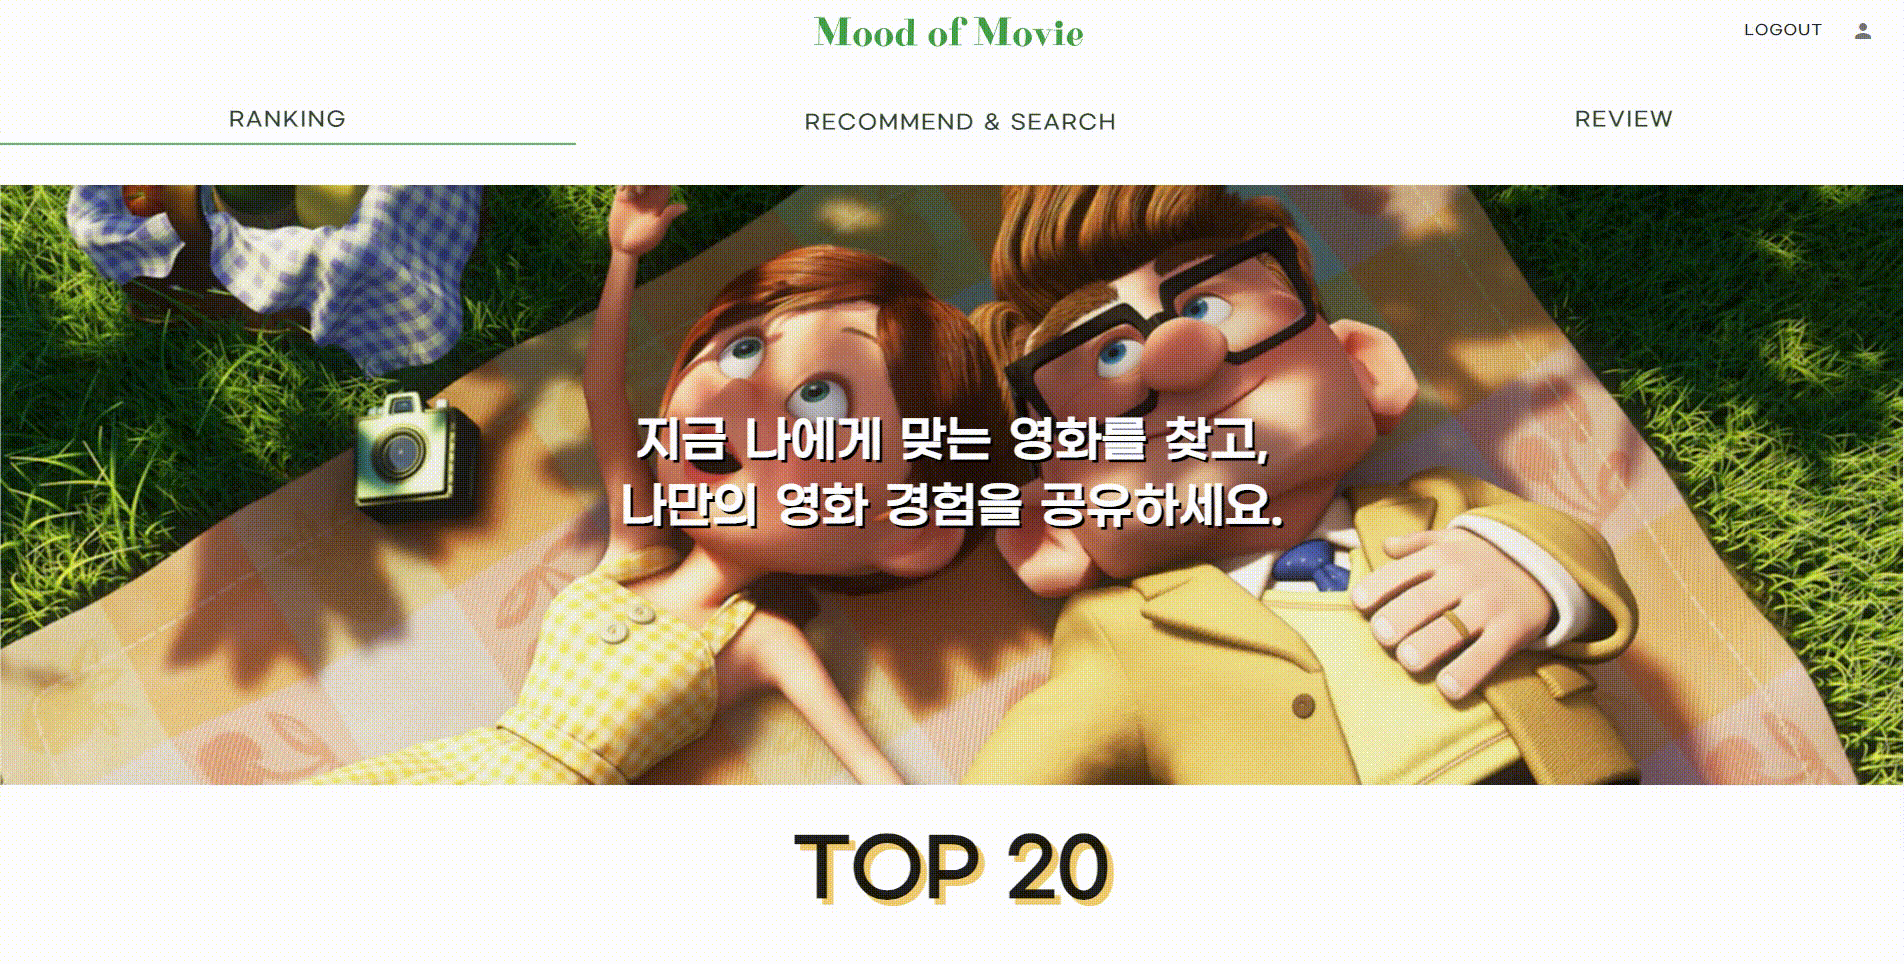 Mood of Movie
LOGOUT
RANKING
RECOMMEND & SEARCH
REVIEW
지금 나에게 맞는 영화를 찾고,
나만의 영화 경험을 공유하세요.
TOP 20